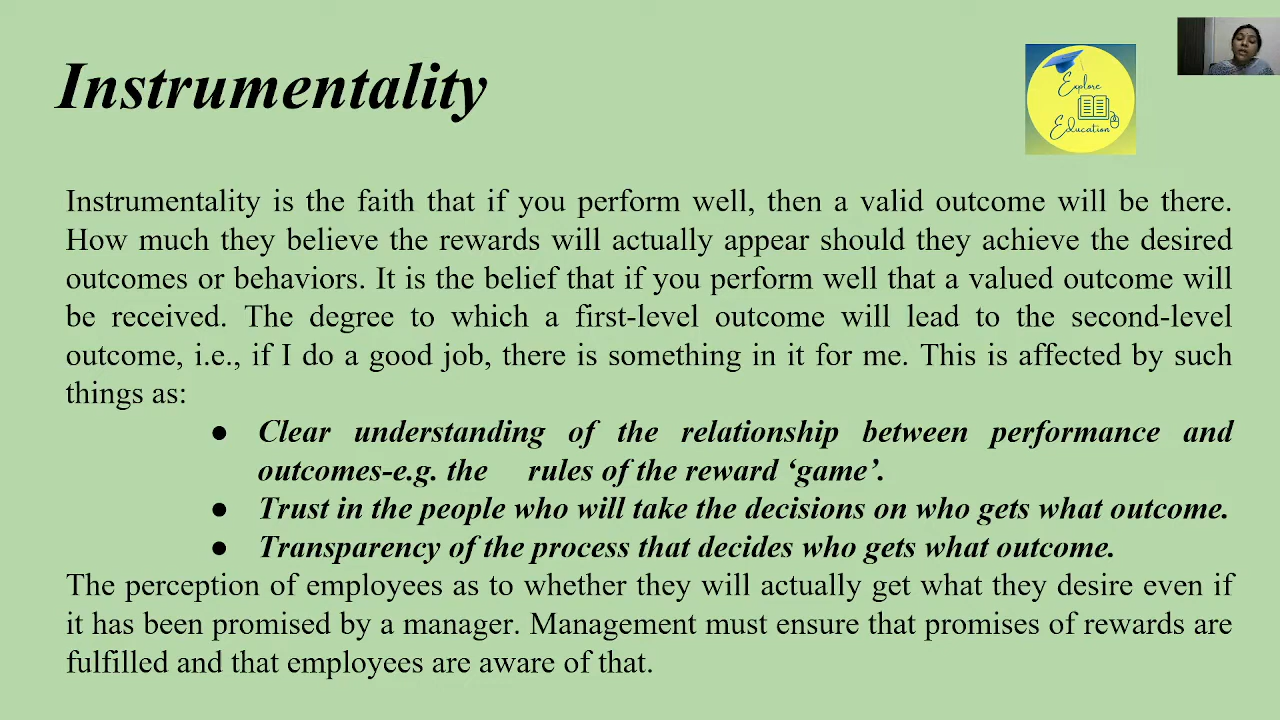 Instrumentality
Explore
Education
Instrumentality is the faith that if you perform well, then a valid outcome will be there.
How much they believe the rewards will actually appear should they achieve the desired
outcomes or behaviors. It is the belief that if you perform well that a valued outcome will
be received. The degree to which a first-level outcome will lead to the second-level
outcome, i.e., if I do a good job, there is something in it for me. This is affected by such
things as:
● Clear understanding of the relationship between performance and
outcomes-e.g. the rules of the reward ‘game’.
● Trust in the people who will take the decisions on who gets what outcome.
● Transparency of the process that decides who gets what outcome.
The perception of employees as to whether they will actually get what they desire even if
it has been promised by a manager. Management must ensure that promises of rewards are
fulfilled and that employees are aware of that.